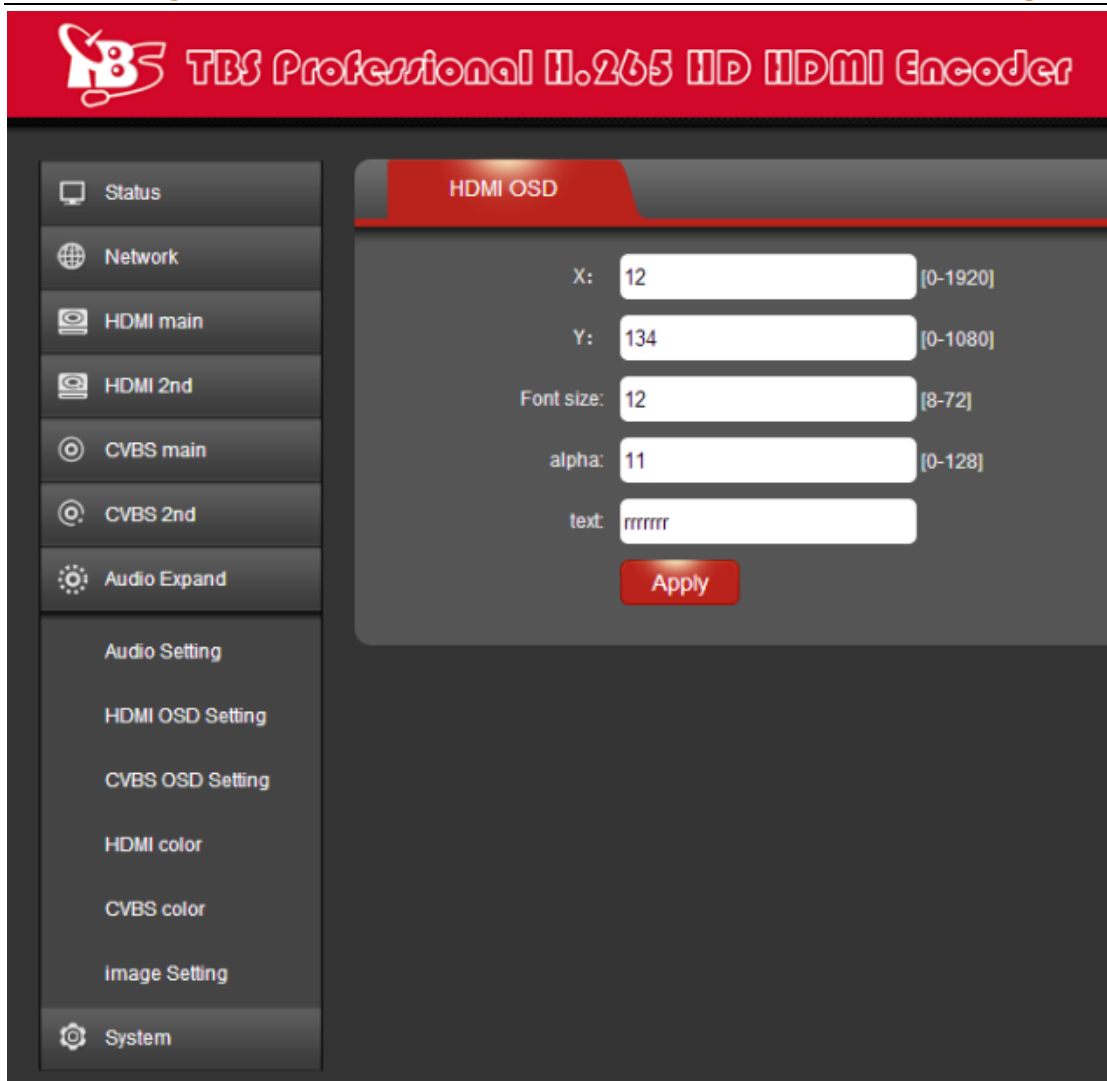 TBS TBS Professional H.265 HD HDMI Encoder
Status
Network
HDMI main
HDMI 2nd
CVBS main
CVBS 2nd
Audio Expand
Audio Setting
HDMI OSD Setting
CVBS OSD Setting
HDMI color
CVBS color
image Setting
System
HDMI OSD
X: 12 [0-1920]
Y: 134 [0-1080]
Font size: 12 [8-72]
alpha: 11 [0-128]
text: rrrrrrr
Apply